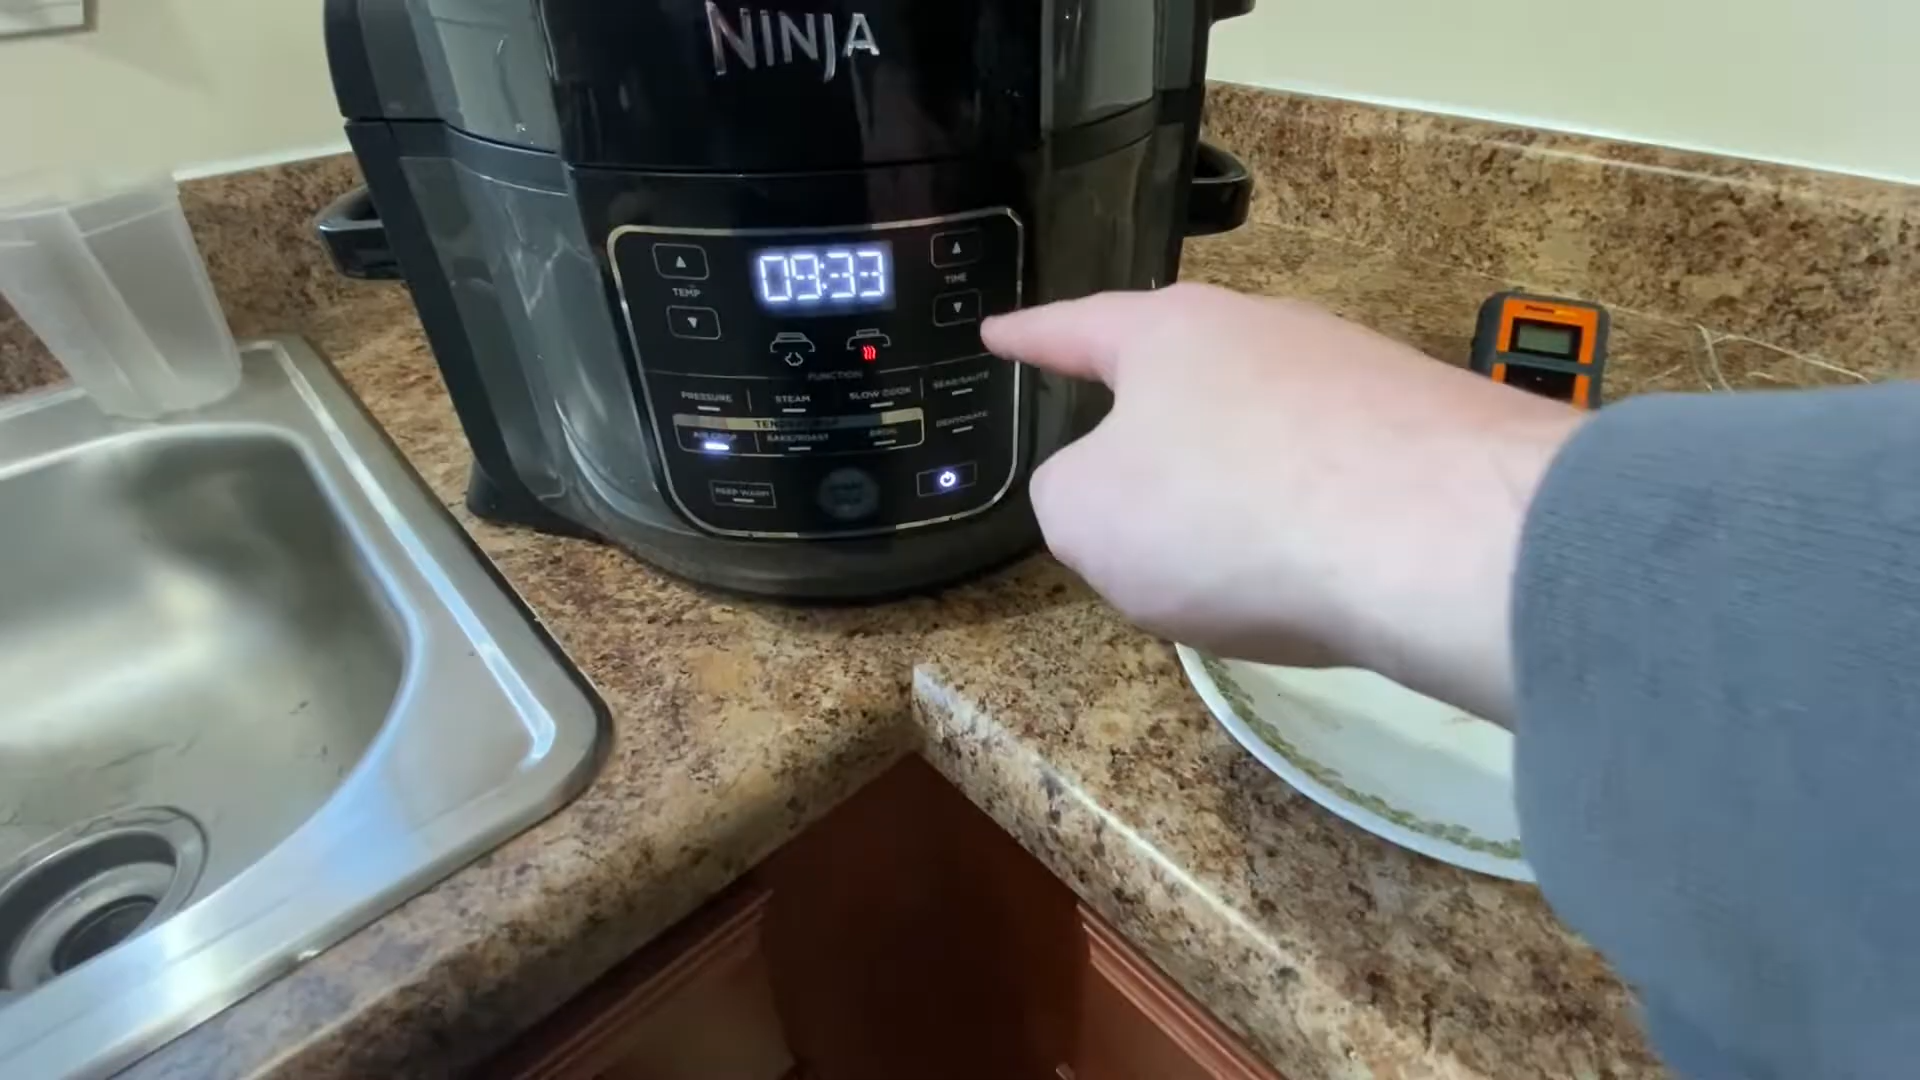 NINJA
09:33
TEMP
TIME
FUNCTION
PRESSURE STEAM SLOW COOK SEAR/SAUTÉ
AIR CRISP BAKE/ROAST BROIL DEHYDRATE
KEEP WARM